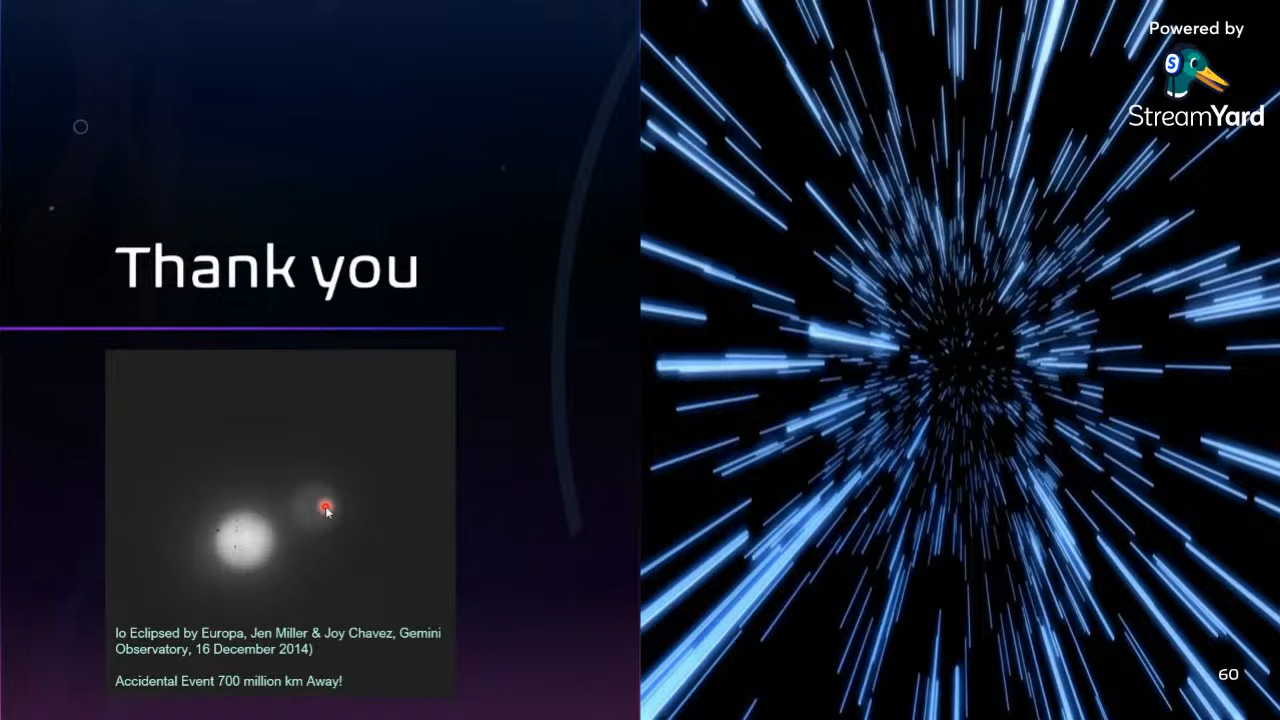 Powered by
StreamYard
Thank you
Io Eclipsed by Europa, Jen Miller & Joy Chavez, Gemini
Observatory, 16 December 2014)
Accidental Event 700 million km Away!
60